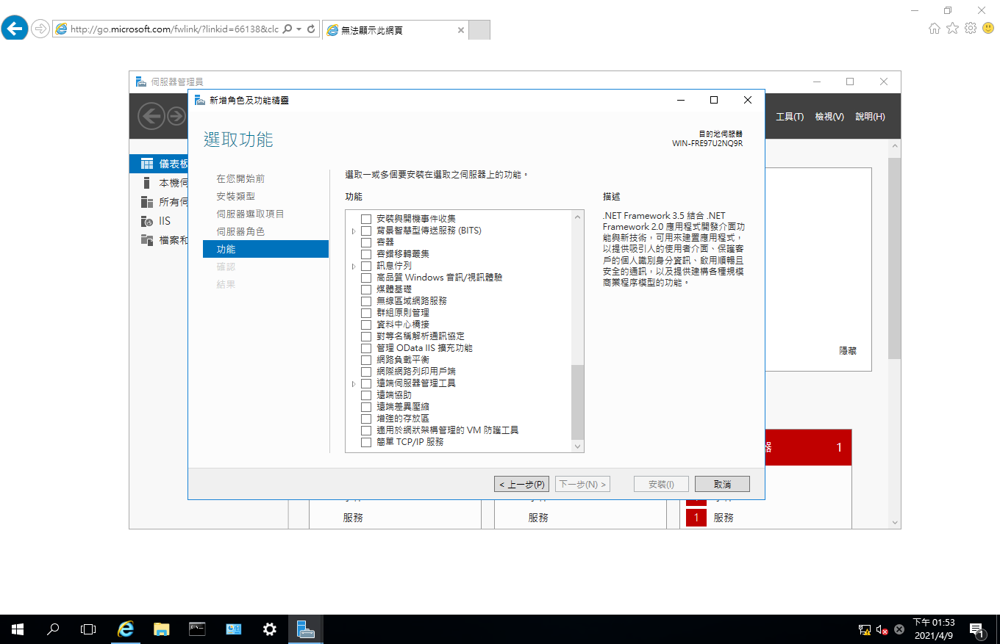 http://go.microsoft.com/fwlink/?linkid=66138&clc
無法顯示此網頁
伺服器管理員
工具(T) 檢視(V) 說明(H)
新增角色及功能精靈
選取功能
目的地伺服器
WIN-FRE97U2NQ9R
儀表板
本機伺
所有伺
IIS
檔案和
在您開始前
安裝類型
伺服器選取項目
伺服器角色
功能
確認
結果
選取一或多個要安裝在選取之伺服器上的功能。
功能
安裝與開機事件收集
背景智慧型傳送服務 (BITS)
容器
容錯移轉叢集
訊息佇列
高品質 Windows 音訊/視訊體驗
媒體基礎
無線區域網路服務
群組原則管理
資料中心橋接
對等名稱解析通訊協定
管理 OData IIS 擴充功能
網路負載平衡
網際網路列印用戶端
遠端伺服器管理工具
遠端協助
遠端差異壓縮
增強的存放區
適用於網狀架構管理的 VM 防護工具
簡單 TCP/IP 服務
描述
.NET Framework 3.5 結合 .NET
Framework 2.0 應用程式開發介面功
能與新技術，可用來建置應用程式，
以提供吸引人的使用者介面、保護客
戶的個人識別身分資訊、啟用順暢且
安全的通訊，以及提供建構各種規模
商業程序模型的功能。
隱藏
1
< 上一步(P) 下一步(N) > 安裝(I) 取消
服務
服務
1 服務
下午 01:53
2021/4/9
1